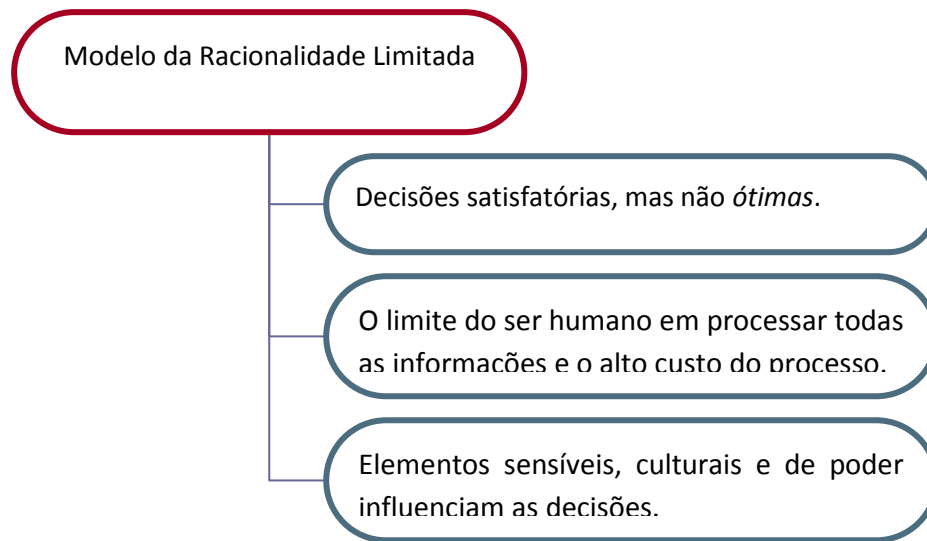 Modelo da Racionalidade Limitada
Decisões satisfatórias, mas não ótimas.
O limite do ser humano em processar todas
as informações e o alto custo do processo.
Elementos sensíveis, culturais e de poder
influenciam as decisões.